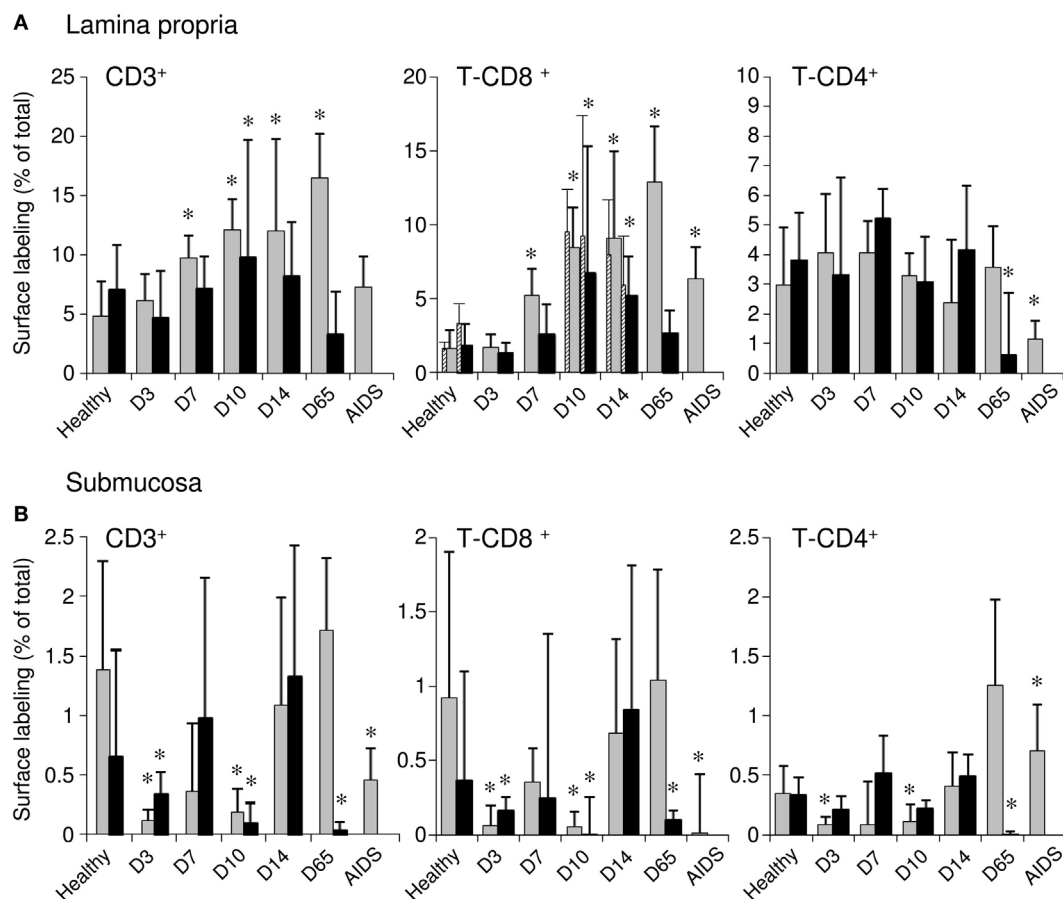 A Lamina propria
CD3+ T-CD8 + T-CD4+
Surface labeling (% of total)
25
20
15
10
5
0
* * * * *
Healthy D3 D7 D10 D14 D65 AIDS
20
15
10
5
0
* * * * * * *
Healthy D3 D7 D10 D14 D65 AIDS
10
9
8
7
6
5
4
3
2
1
0
* *
Healthy D3 D7 D10 D14 D65 AIDS
Submucosa
B
CD3+ T-CD8 + T-CD4+
Surface labeling (% of total)
2.5
2
1.5
1
0.5
0
* * * * * *
Healthy D3 D7 D10 D14 D65 AIDS
2
1.5
1
0.5
0
* * * * * *
Healthy D3 D7 D10 D14 D65 AIDS
2.5
2
1.5
1
0.5
0
* * * *
Healthy D3 D7 D10 D14 D65 AIDS